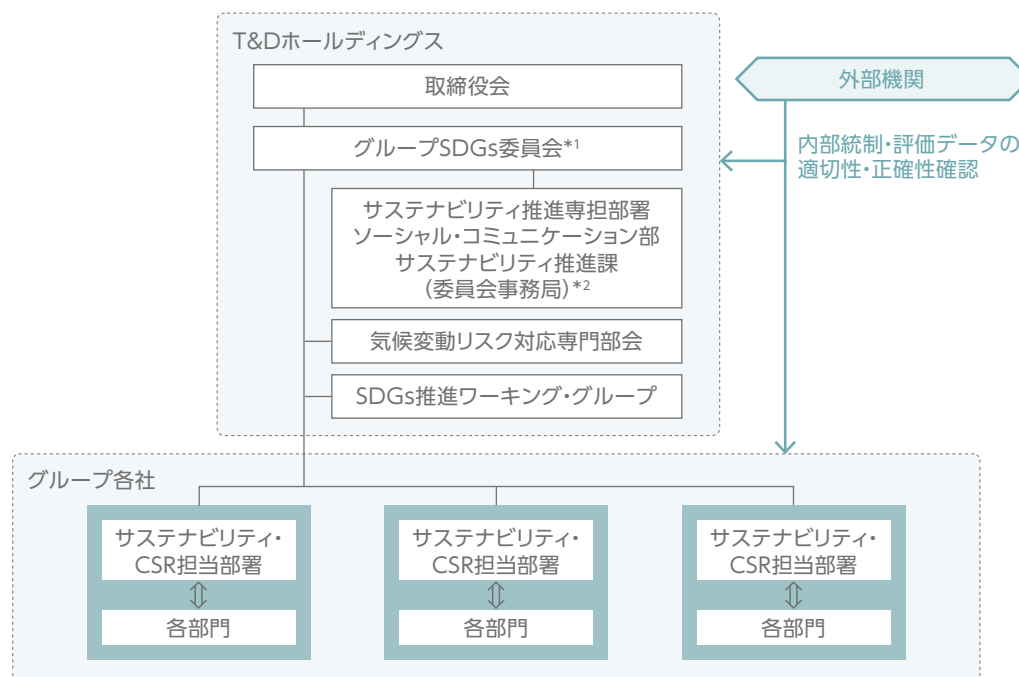 T&Dホールディングス
取締役会
グループSDGs委員会*1
サステナビリティ推進専担部署
ソーシャル・コミュニケーション部
サステナビリティ推進課
（委員会事務局）*2
気候変動リスク対応専門部会
SDGs推進ワーキング・グループ
外部機関
内部統制・評価データの
適切性・正確性確認
グループ各社
サステナビリティ・
CSR担当部署
各部門
サステナビリティ・
CSR担当部署
各部門
サステナビリティ・
CSR担当部署
各部門